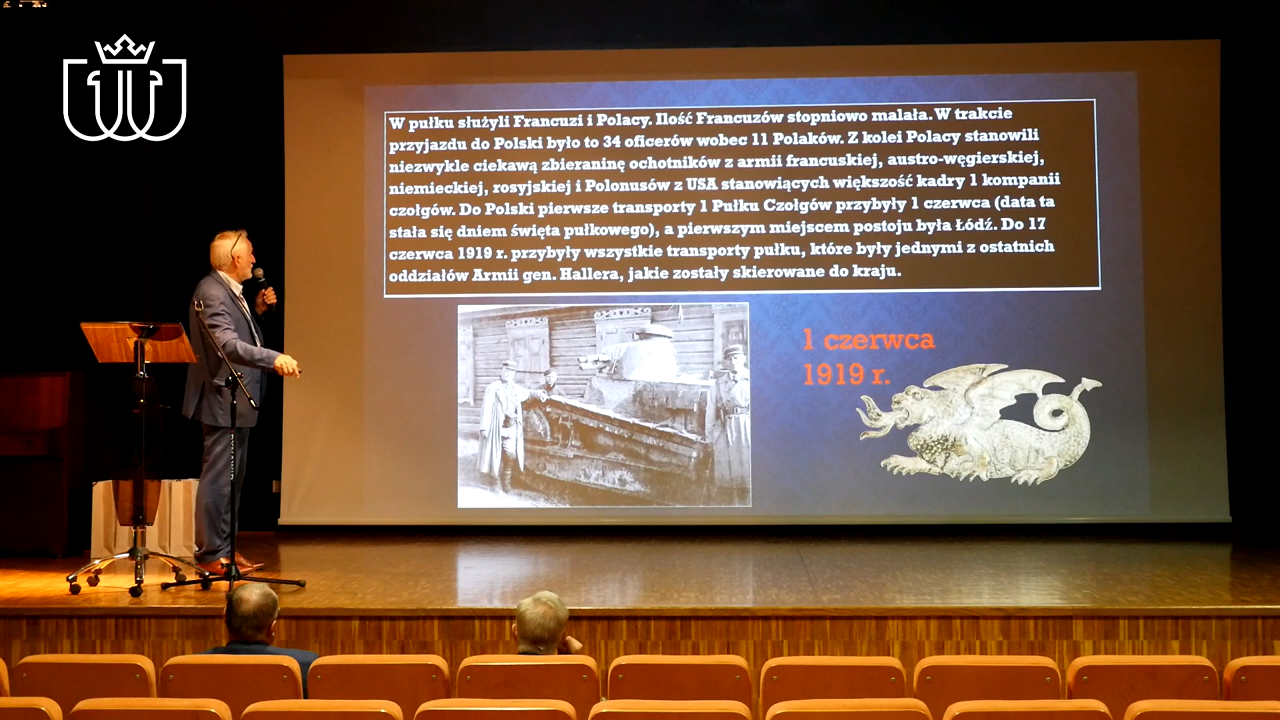 W pułku służyli Francuzi i Polacy. Ilość Francuzów stopniowo malała. W trakcie
przyjazdu do Polski było to 34 oficerów wobec 11 Polaków. Z kolei Polacy stanowili
niezwykle ciekawą zbieraninę ochotników z armii francuskiej, austro-węgierskiej,
niemieckiej, rosyjskiej i Polonusów z USA stanowiących większość kadry 1 kompanii
czołgów. Do Polski pierwsze transporty 1 Pułku Czołgów przybyły 1 czerwca (data ta
stała się dniem święta pułkowego), a pierwszym miejscem postoju była Łódź. Do 17
czerwca 1919 r. przybyły wszystkie transporty pułku, które były jednymi z ostatnich
oddziałów Armii gen. Hallera, jakie zostały skierowane do kraju.
1 czerwca
1919 r.